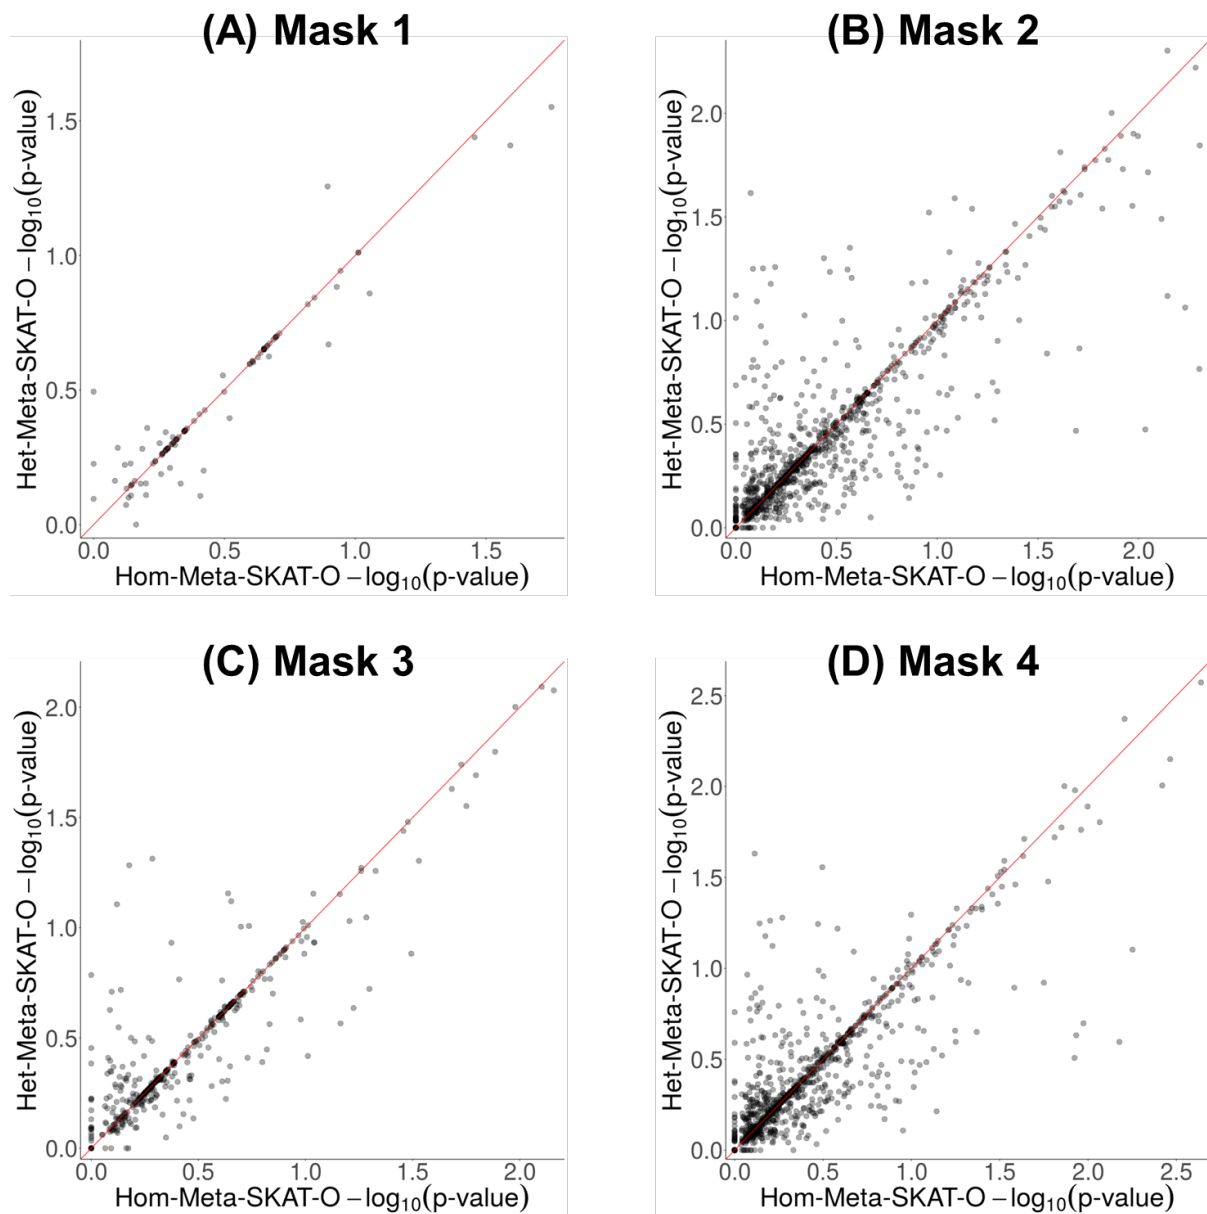 (A) Mask 1
Het-Meta-SKAT-O −log₁₀(p-value)
1.5
1.0
0.5
0.0
0.0 0.5 1.0 1.5
Hom-Meta-SKAT-O −log₁₀(p-value)
(B) Mask 2
Het-Meta-SKAT-O −log₁₀(p-value)
2.0
1.5
1.0
0.5
0.0
0.0 0.5 1.0 1.5 2.0
Hom-Meta-SKAT-O −log₁₀(p-value)
(C) Mask 3
Het-Meta-SKAT-O −log₁₀(p-value)
2.0
1.5
1.0
0.5
0.0
0.0 0.5 1.0 1.5 2.0
Hom-Meta-SKAT-O −log₁₀(p-value)
(D) Mask 4
Het-Meta-SKAT-O −log₁₀(p-value)
2.5
2.0
1.5
1.0
0.5
0.0
0.0 0.5 1.0 1.5 2.0 2.5
Hom-Meta-SKAT-O −log₁₀(p-value)